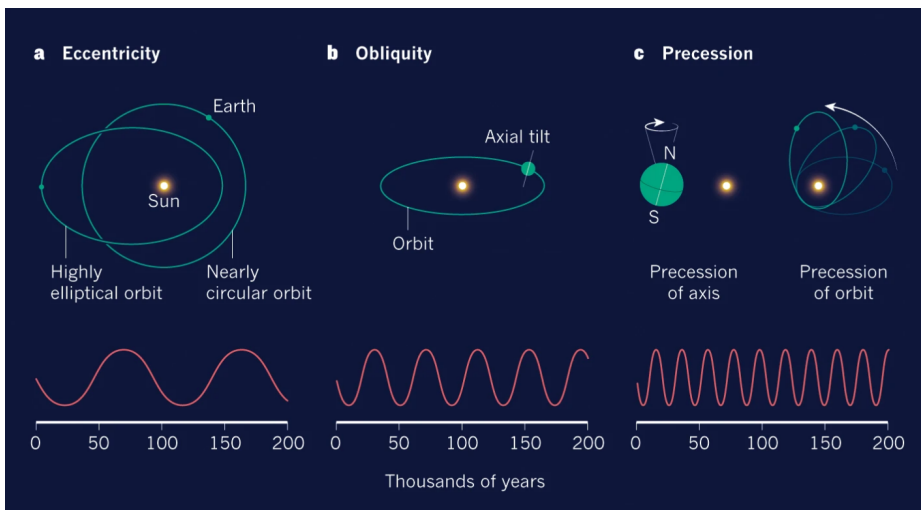 a Eccentricity
Earth
Sun
Highly
elliptical orbit
Nearly
circular orbit
0 50 100 150 200
b Obliquity
Axial tilt
Orbit
0 50 100 150 200
c Precession
N
S
Precession
of axis
Precession
of orbit
0 50 100 150 200
Thousands of years